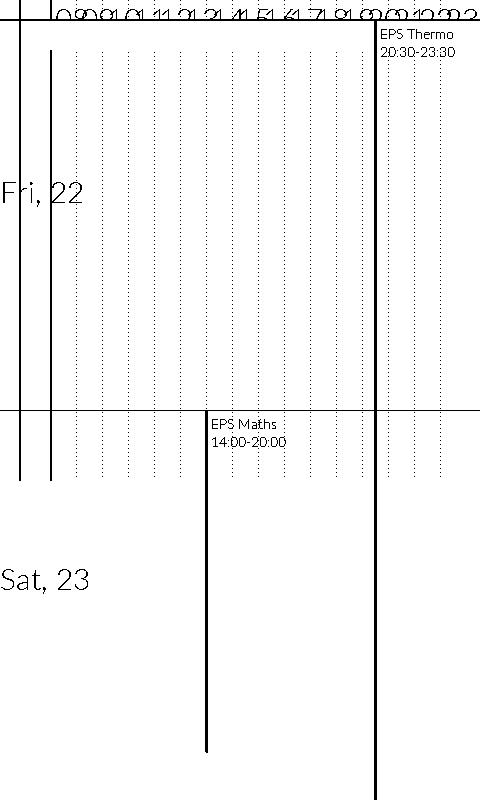 EPS Thermo
20:30-23:30
Fri, 22
EPS Maths
14:00-20:00
Sat, 23